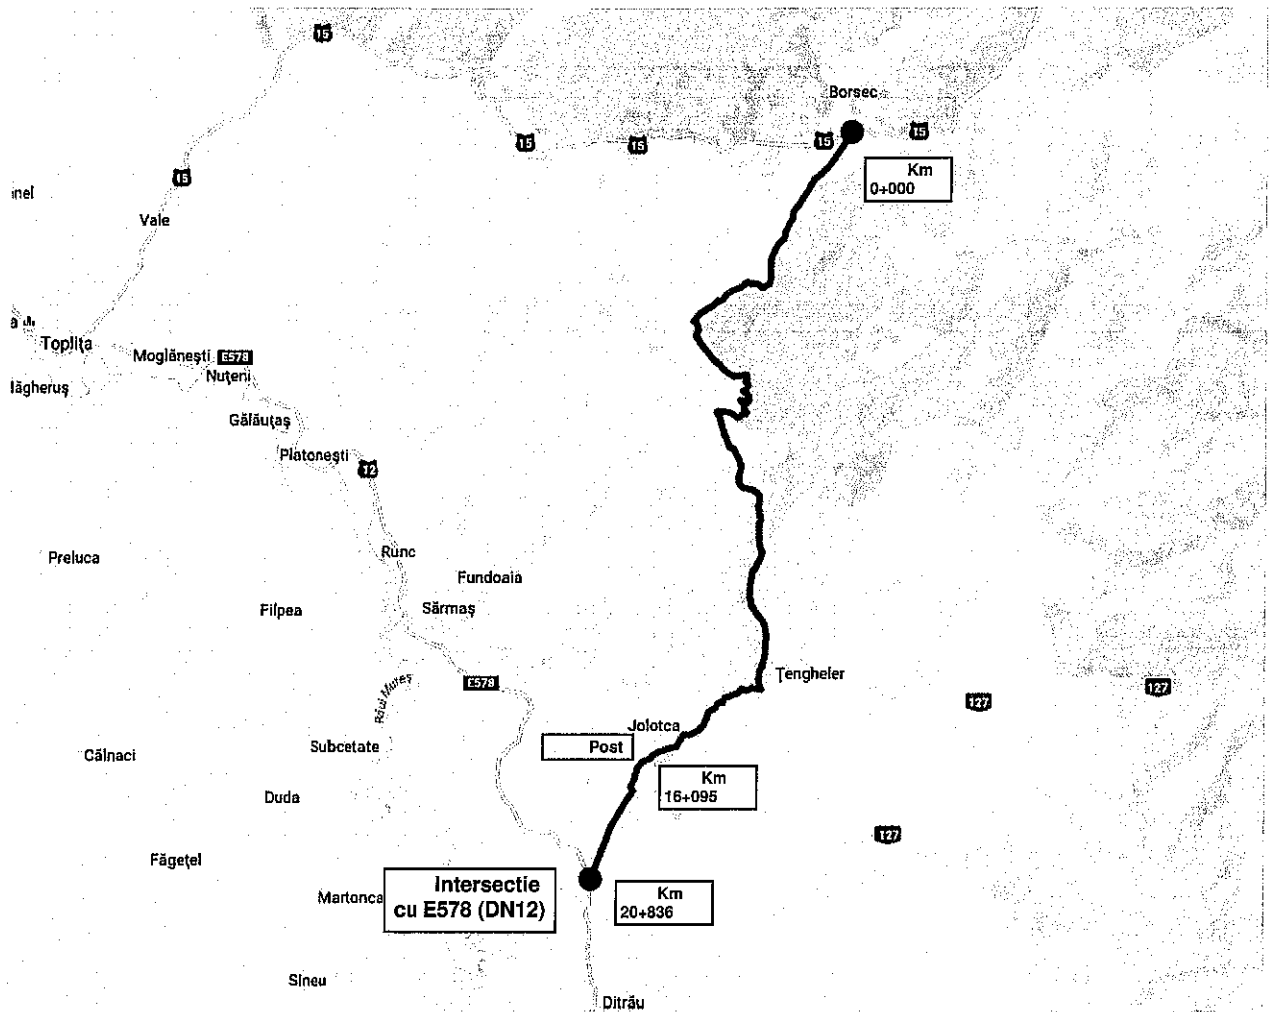 15
Borsec
15
15
15
15
Km
0+000
15
nel
Vale
a
Toplița
Moglănești
E578
Nuțeni
lăgheruș
Gălăuțaș
Platonești
12
Preluca
Runc
Fundoaia
Filpea
Sărmaș
Țengheler
E578
Râul Mureș
127
127
Jolotca
Post
Subcetate
Călnaci
Km
16+095
Duda
127
Făgețel
Intersectie
cu E578 (DN12)
Martonca
Km
20+836
Sineu
Ditrău